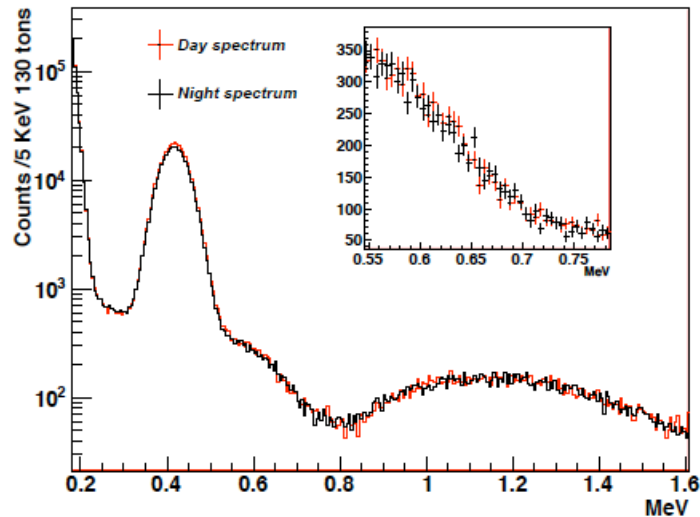 Counts /5 KeV 130 tons
10^5
10^4
10^3
10^2
Day spectrum
Night spectrum
350
300
250
200
150
100
50
0.55 0.6 0.65 0.7 0.75
MeV
0.2 0.4 0.6 0.8 1 1.2 1.4 1.6
MeV